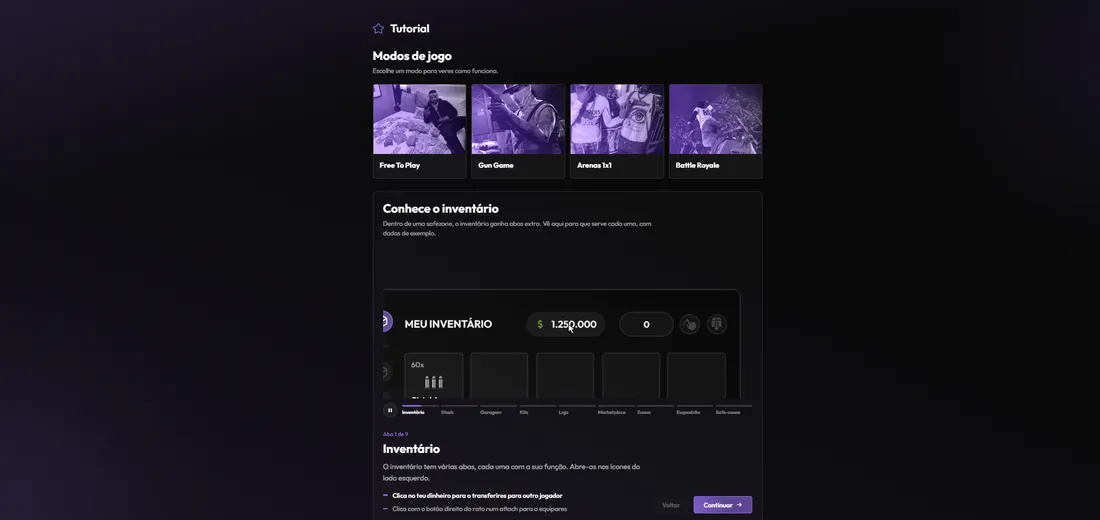 Tutorial
Modos de jogo
Escolhe um modo para veres como funciona.
Free To Play
Gun Game
Arenas 1x1
Battle Royale
Conhece o inventário
Dentro de uma safezone, o inventário ganha abas extra. Vê aqui para que serve cada uma, com
dados de exemplo.
MEU INVENTÁRIO
$ 1.250.000
0
60x
Inventário
Stash
Garagem
Kits
Loja
Marketplace
Zonas
Esquadrão
Safe-zones
Aba 1 de 9
Inventário
O inventário tem várias abas, cada uma com a sua função. Abre-as nos ícones do
lado esquerdo.
Clica no teu dinheiro para o transferires para outro jogador
Clica com o botão direito do rato num attach para o equipares
Voltar
Continuar →